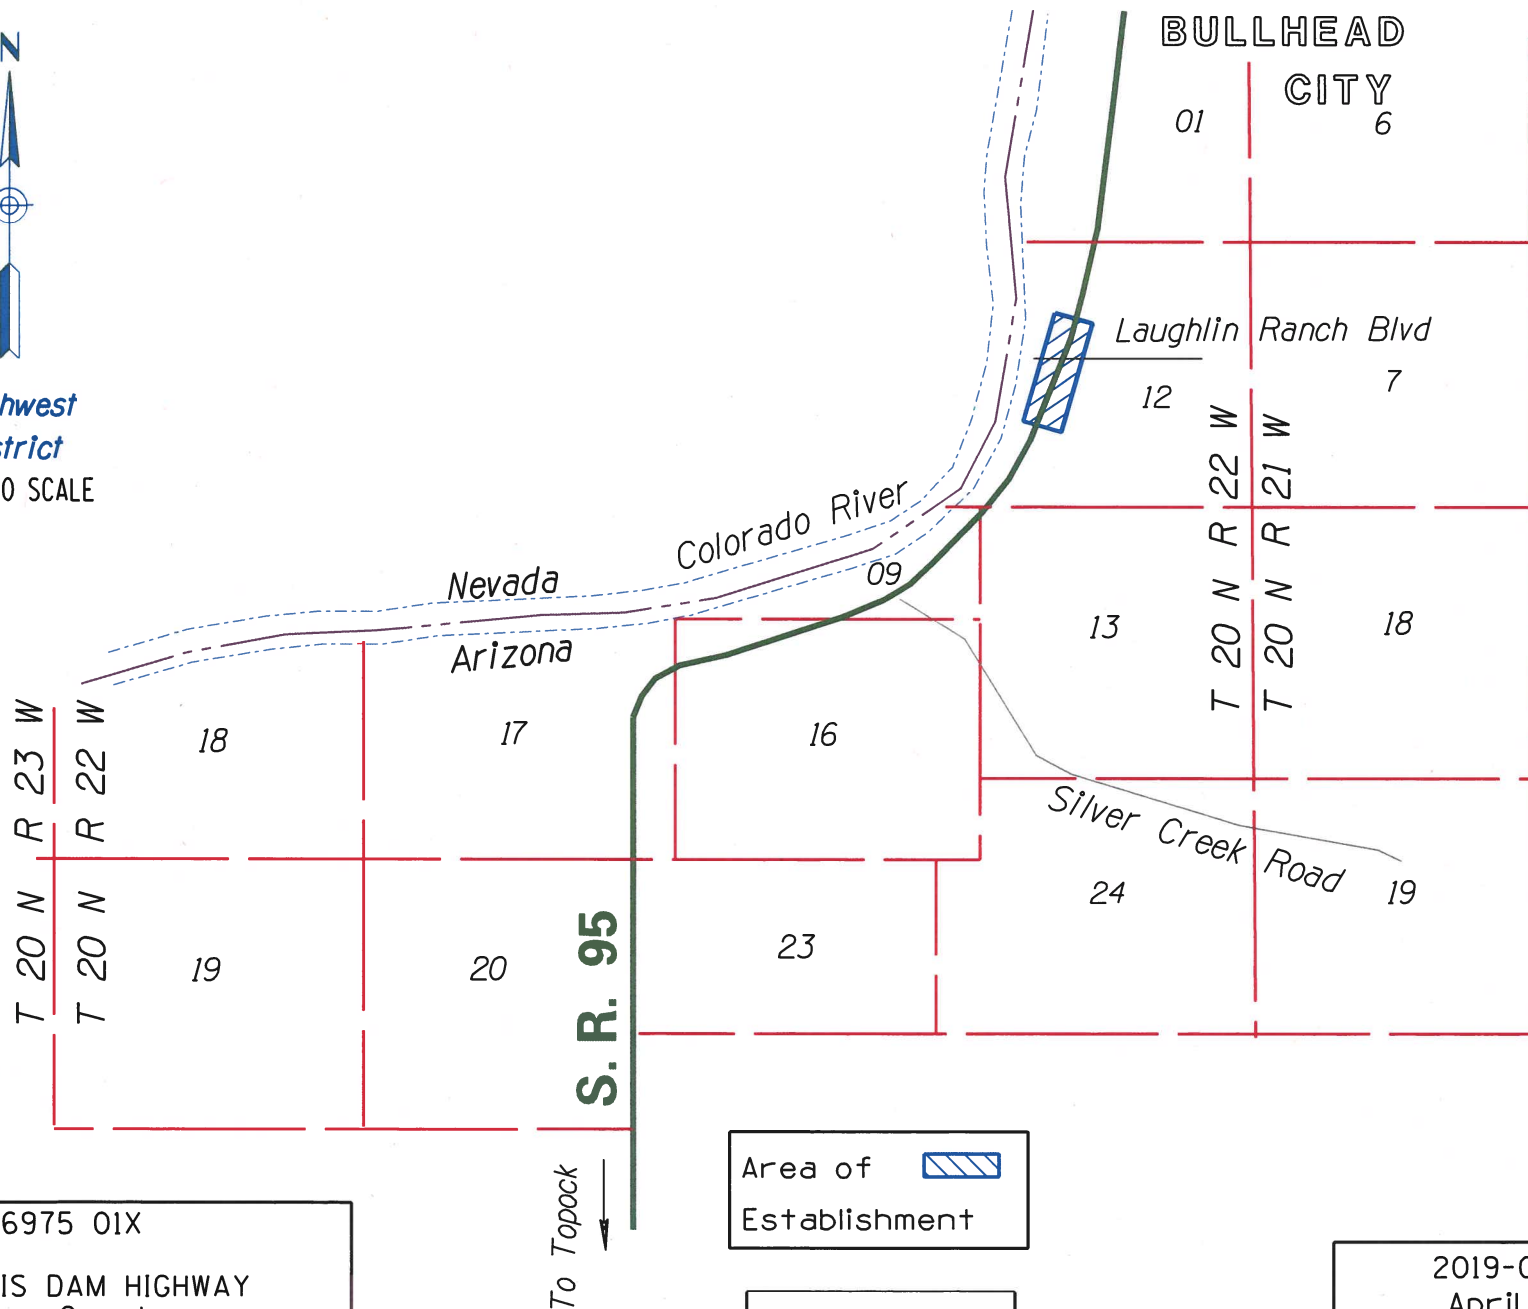 N
BULLHEAD
CITY
01
6
Laughlin Ranch Blvd
12
7
hwest
trict
O SCALE
T 20 N R 22 W
T 20 N R 21 W
Colorado River
Nevada
09
Arizona
13
18
T 20 N R 23 W
T 20 N R 22 W
18
17
16
Silver Creek Road
24
19
19
20
S. R. 95
23
To Topock
Area of
Establishment
6975 01X
IS DAM HIGHWAY
2019-0
April